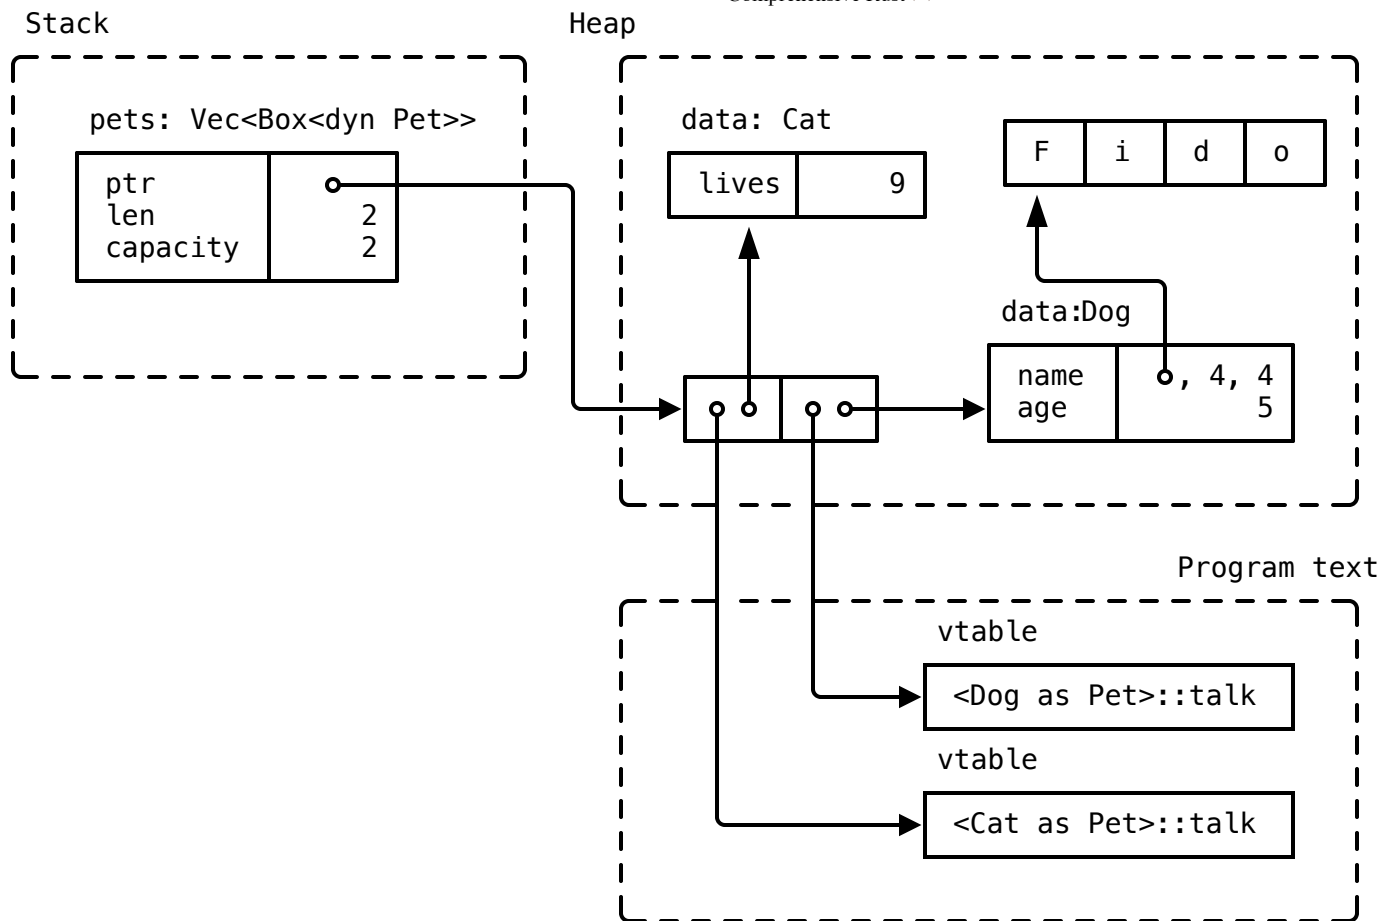 Stack
Heap
pets: Vec<Box<dyn Pet>>
ptr
len 2
capacity 2
data: Cat
lives 9
F i d o
data:Dog
name , 4, 4
age 5
Program text
vtable
<Dog as Pet>::talk
vtable
<Cat as Pet>::talk